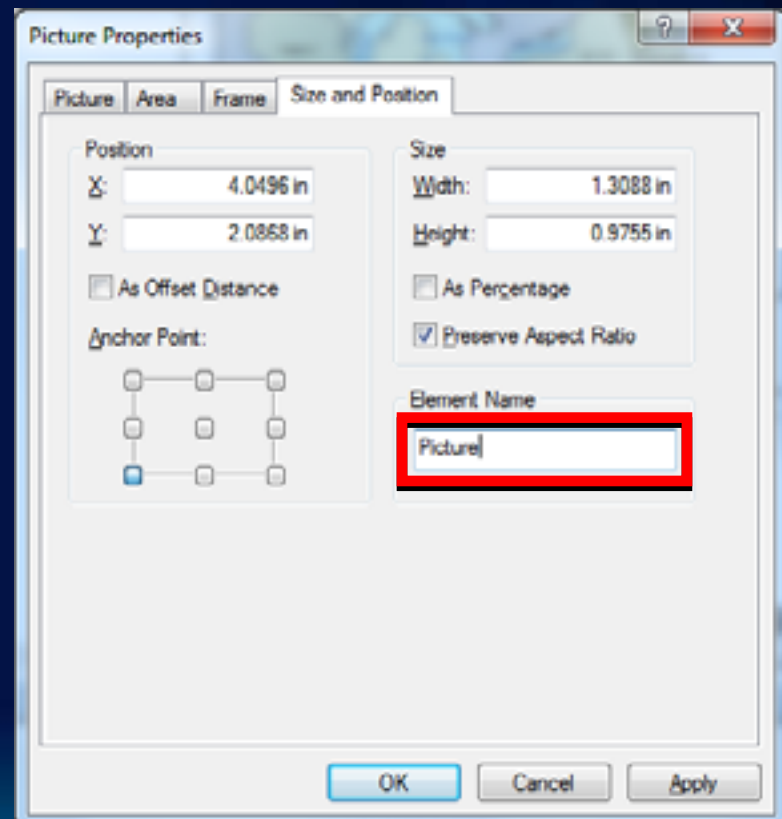 Picture Properties
Picture Area Frame Size and Position
Position
X: 4.0496 in
Y: 2.0868 in
As Offset Distance
Anchor Point:
Size
Width: 1.3088 in
Height: 0.9755 in
As Percentage
Preserve Aspect Ratio
Element Name
Picture
OK Cancel Apply